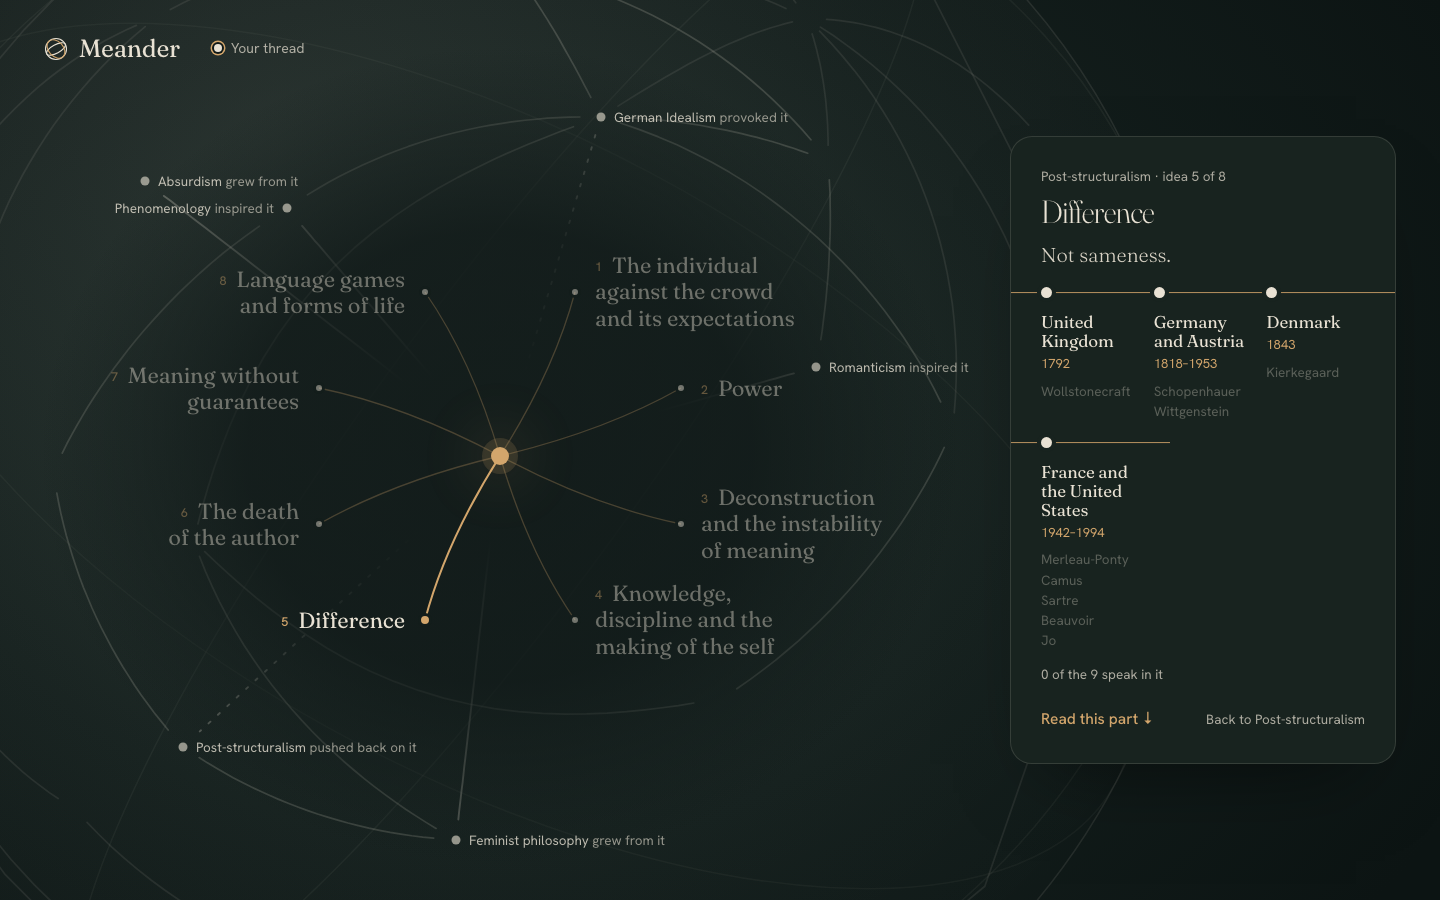 Meander
Your thread
German Idealism provoked it
Absurdism grew from it
Phenomenology inspired it
8 Language games
and forms of life
1 The individual
against the crowd
and its expectations
7 Meaning without
guarantees
Romanticism inspired it
2 Power
6 The death
of the author
3 Deconstruction
and the instability
of meaning
5 Difference
4 Knowledge,
discipline and the
making of the self
Post-structuralism pushed back on it
Feminist philosophy grew from it
Post-structuralism · idea 5 of 8
Difference
Not sameness.
United
Kingdom
1792
Wollstonecraft
Germany
and Austria
1818–1953
Schopenhauer
Wittgenstein
Denmark
1843
Kierkegaard
France and
the United
States
1942–1994
Merleau-Ponty
Camus
Sartre
Beauvoir
Jo
0 of the 9 speak in it
Read this part ↓
Back to Post-structuralism